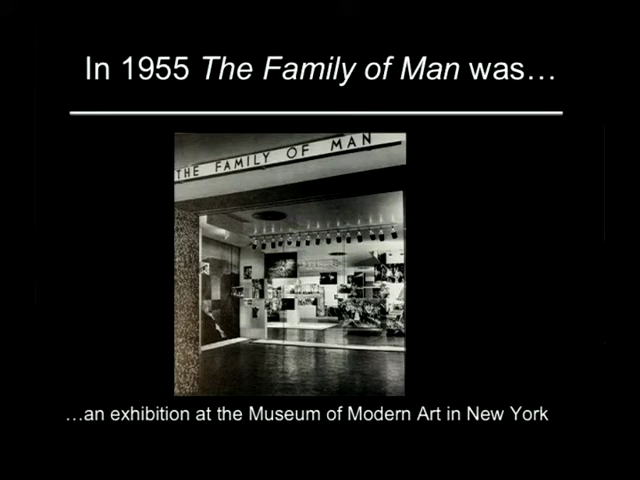 In 1955 The Family of Man was…
THE FAMILY OF MAN
…an exhibition at the Museum of Modern Art in New York